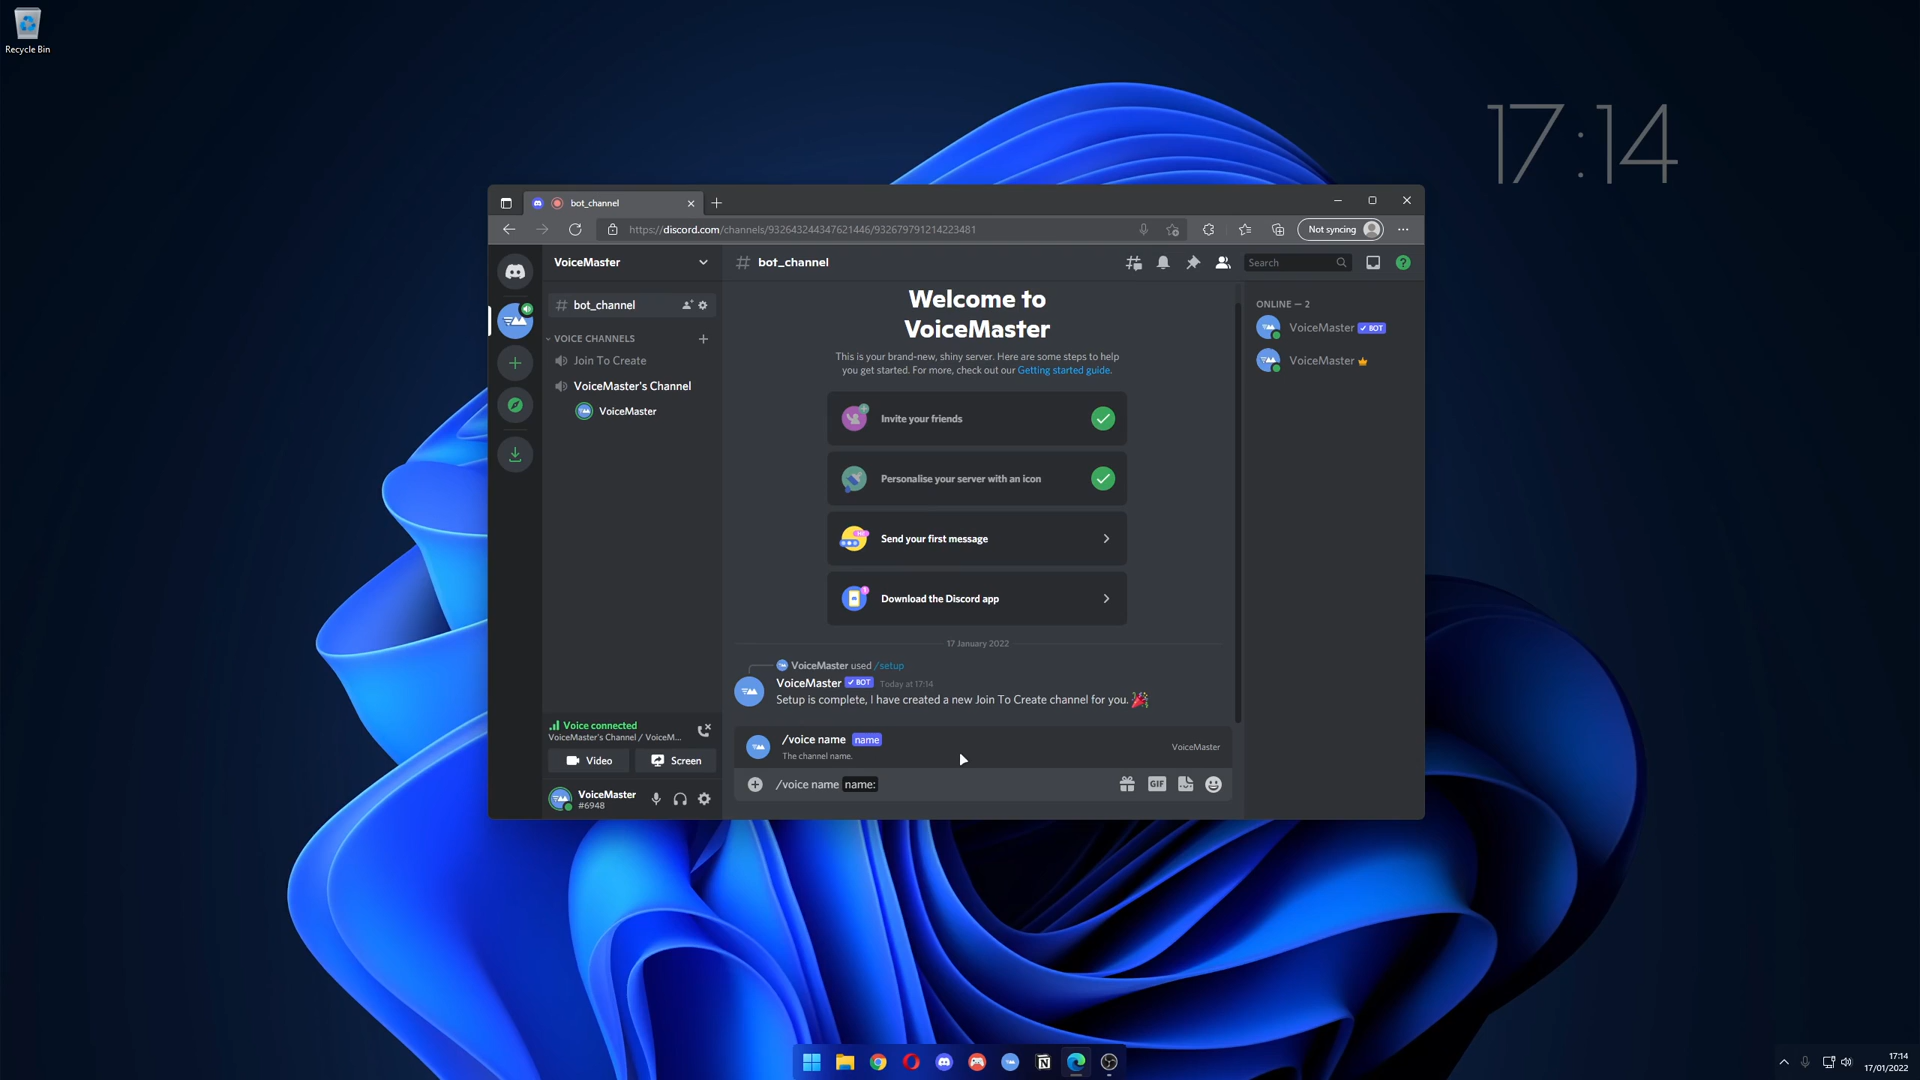 Recycle Bin
17:14
bot_channel
https://discord.com/channels/932643244347621446/932679791214223481
Not syncing
VoiceMaster
bot_channel
Search
bot_channel
VOICE CHANNELS
Join To Create
VoiceMaster's Channel
VoiceMaster
Voice connected
VoiceMaster's Channel / VoiceM...
Video
Screen
VoiceMaster
#6948
Welcome to
VoiceMaster
This is your brand-new, shiny server. Here are some steps to help
you get started. For more, check out our Getting started guide.
Invite your friends
Personalise your server with an icon
Send your first message
Download the Discord app
17 January 2022
VoiceMaster used /setup
VoiceMaster BOT Today at 17:14
Setup is complete, I have created a new Join To Create channel for you.
/voice name name
The channel name.
VoiceMaster
/voice name name:
GIF
ONLINE — 2
VoiceMaster BOT
VoiceMaster
17:14
17/01/2022